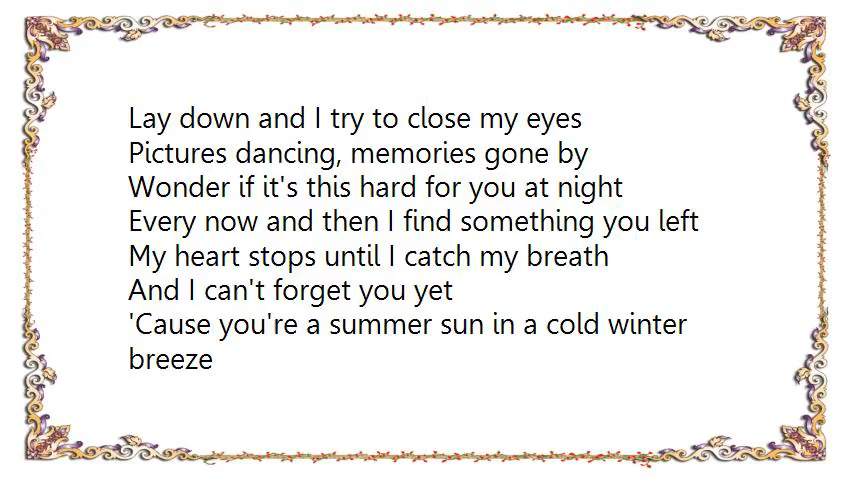 Lay down and I try to close my eyes
Pictures dancing, memories gone by
Wonder if it's this hard for you at night
Every now and then I find something you left
My heart stops until I catch my breath
And I can't forget you yet
'Cause you're a summer sun in a cold winter
breeze